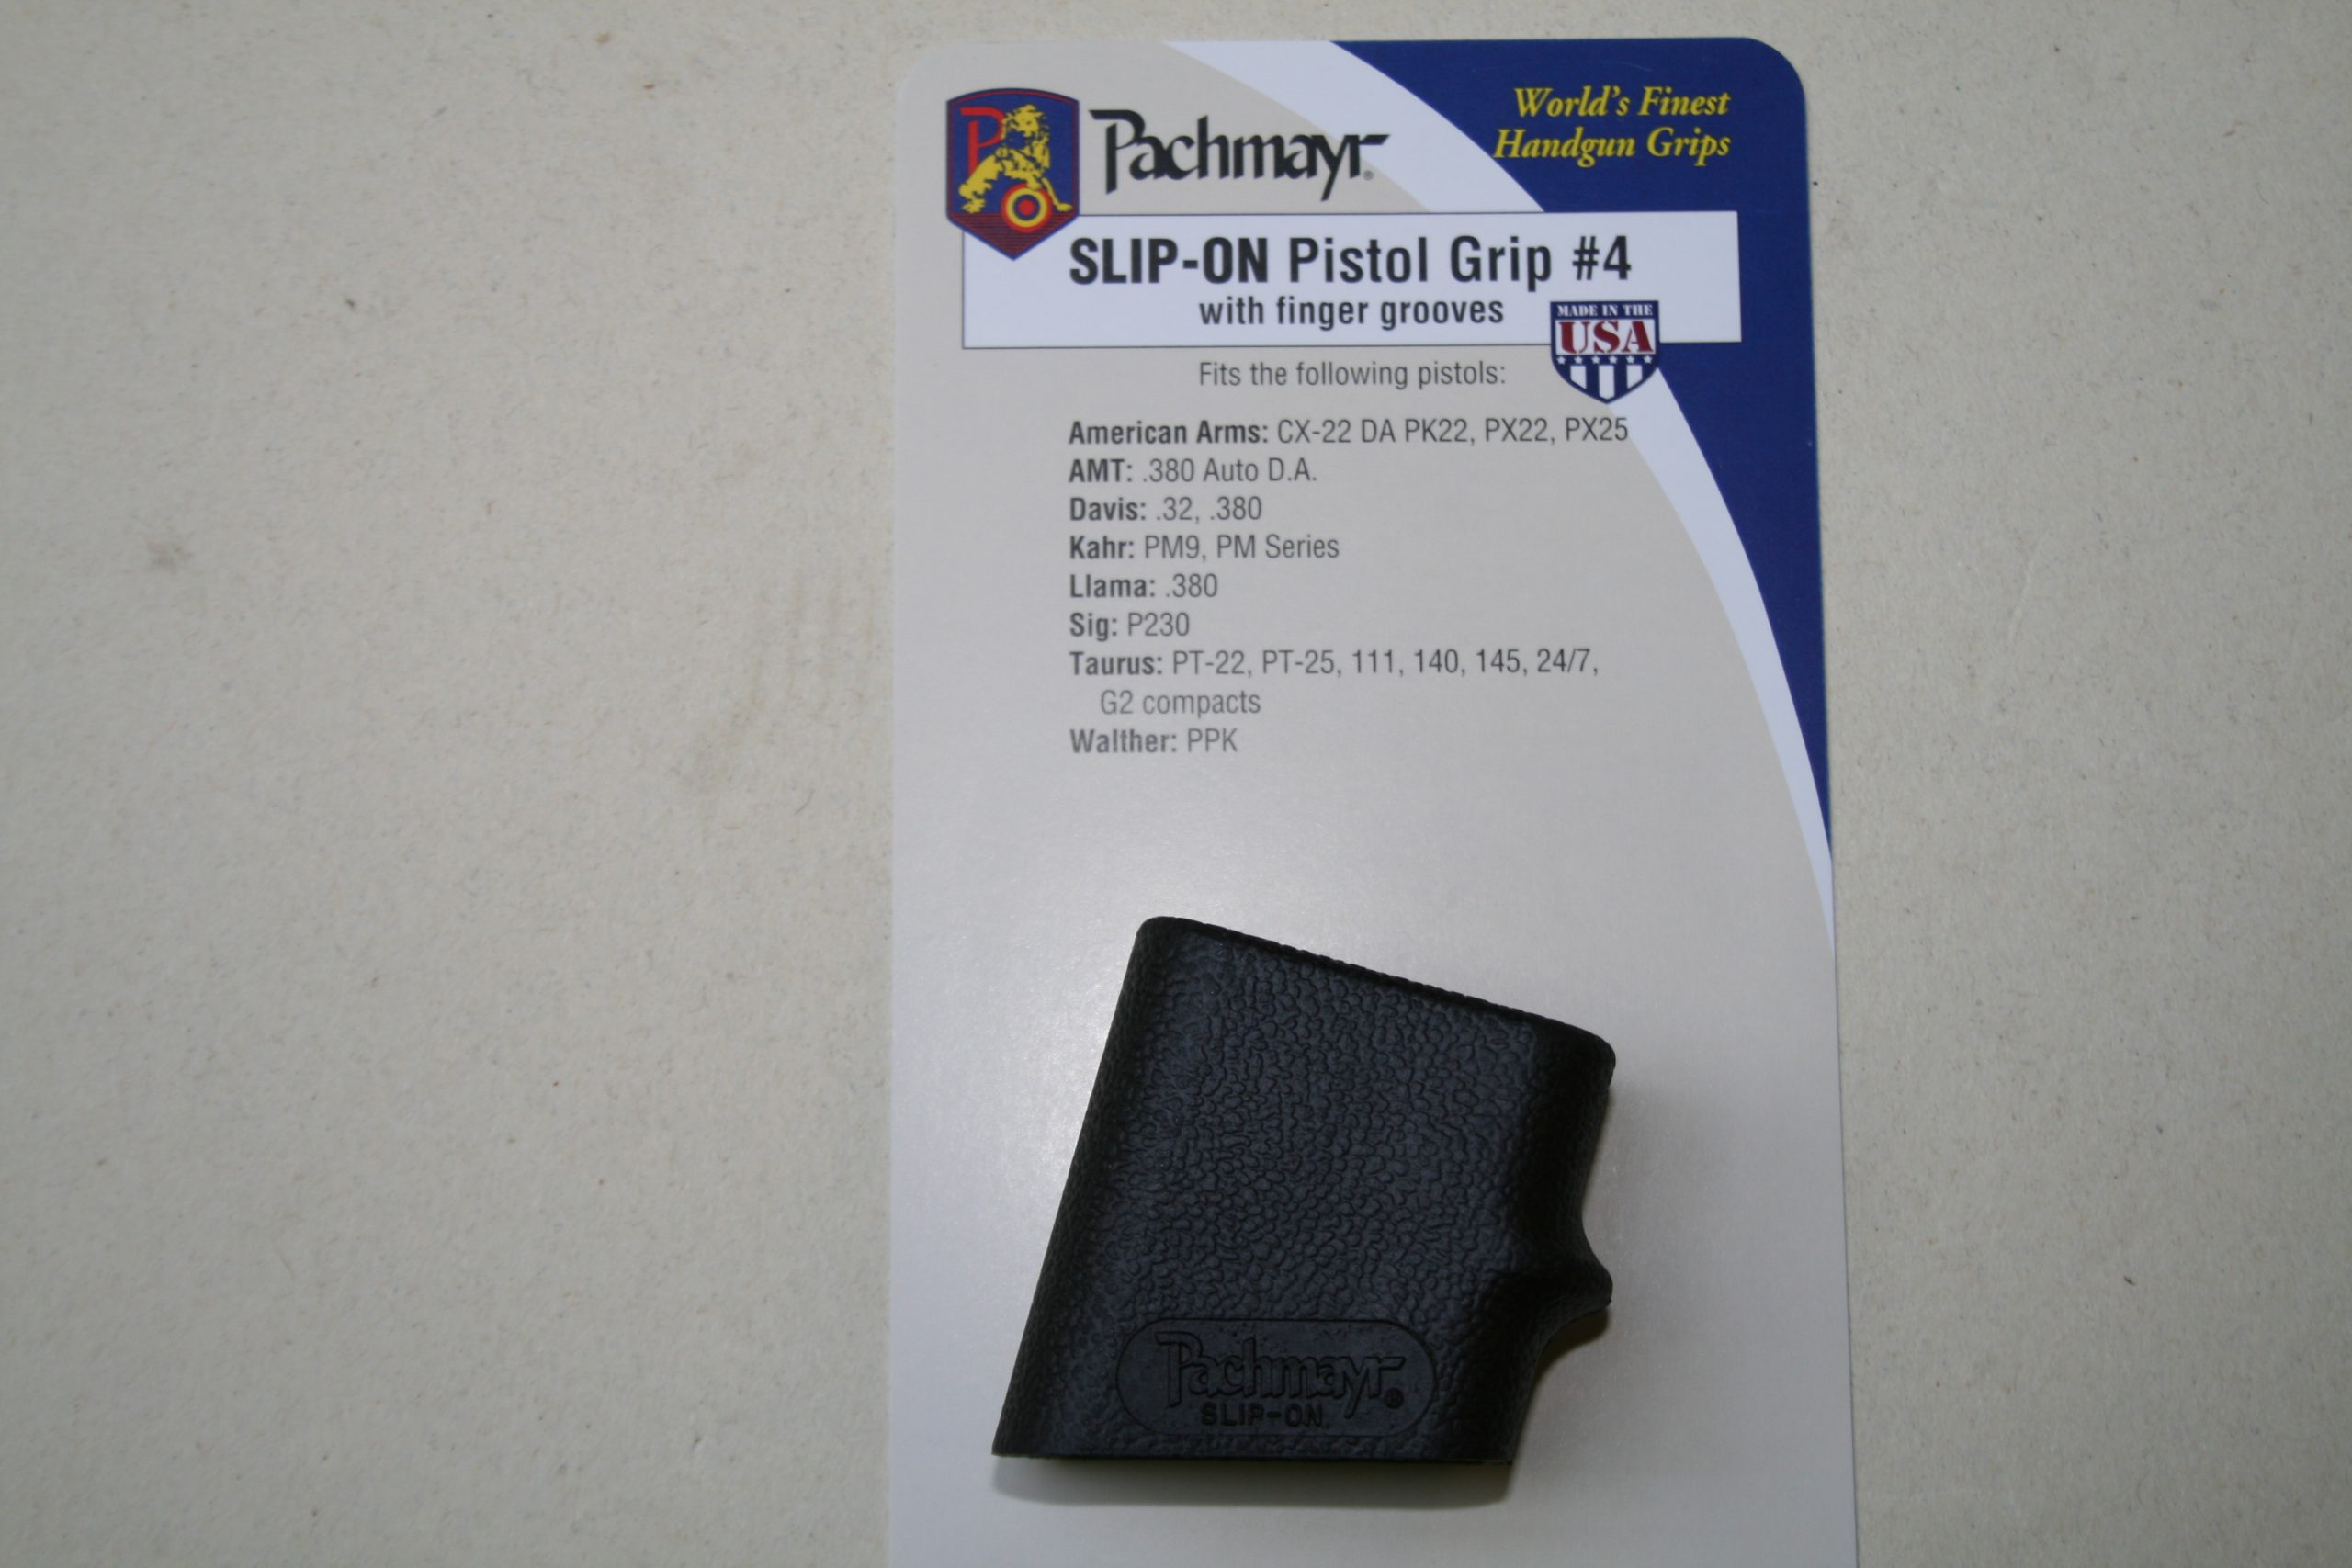 P
Pachmayr®
World's Finest
Handgun Grips
SLIP-ON Pistol Grip #4
with finger grooves
MADE IN THE
USA
Fits the following pistols:
American Arms: CX-22 DA PK22, PX22, PX25
AMT: .380 Auto D.A.
Davis: .32, .380
Kahr: PM9, PM Series
Llama: .380
Sig: P230
Taurus: PT-22, PT-25, 111, 140, 145, 24/7,
G2 compacts
Walther: PPK
Pachmayr®
SLIP-ON